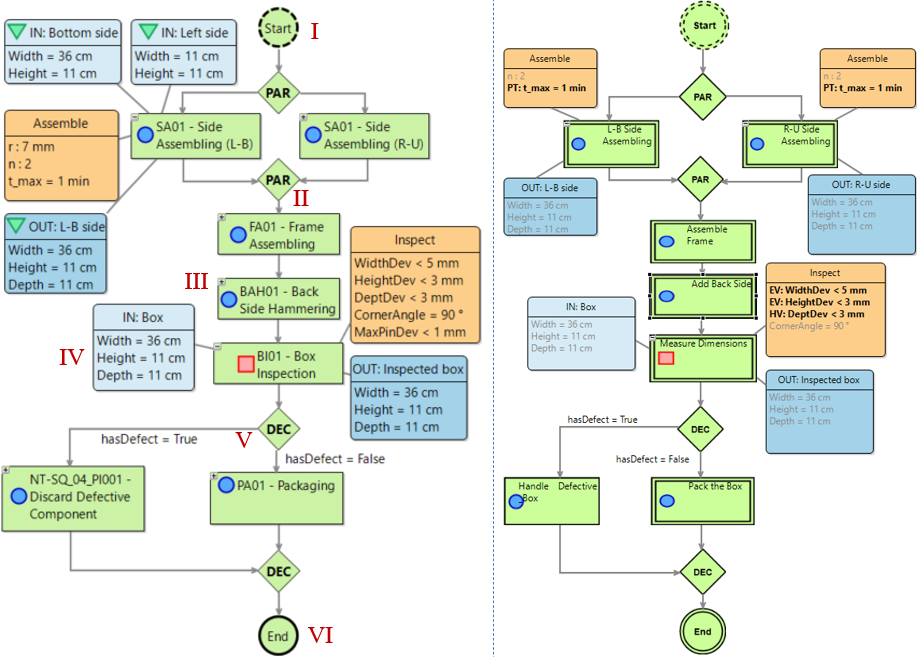 Start
I
IN: Bottom side
Width = 36 cm
Height = 11 cm
IN: Left side
Width = 11 cm
Height = 11 cm
PAR
Assemble
r : 7 mm
n : 2
t_max = 1 min
SA01 - Side
Assembling (L-B)
SA01 - Side
Assembling (R-U)
PAR
II
OUT: L-B side
Width = 36 cm
Height = 11 cm
Depth = 11 cm
FA01 - Frame
Assembling
Inspect
WidthDev < 5 mm
HeightDev < 3 mm
DeptDev < 3 mm
CornerAngle = 90 °
MaxPinDev < 1 mm
III
BAH01 - Back
Side Hammering
IN: Box
Width = 36 cm
Height = 11 cm
Depth = 11 cm
IV
BI01 - Box
Inspection
OUT: Inspected box
Width = 36 cm
Height = 11 cm
Depth = 11 cm
V
DEC
hasDefect = True
hasDefect = False
NT-SQ_04_PI001 -
Discard Defective
Component
PA01 - Packaging
DEC
End
VI
Start
Assemble
n : 2
PT: t_max = 1 min
Assemble
n : 2
PT: t_max = 1 min
PAR
L-B Side
Assembling
R-U Side
Assembling
PAR
OUT: L-B side
Width = 36 cm
Height = 11 cm
Depth = 11 cm
OUT: R-U side
Width = 36 cm
Height = 11 cm
Depth = 11 cm
Assemble
Frame
Add Back Side
Inspect
EV: WidthDev < 5 mm
EV: HeightDev < 3 mm
HV: DeptDev < 3 mm
CornerAngle = 90 °
IN: Box
Width = 36 cm
Height = 11 cm
Depth = 11 cm
Measure Dimensions
OUT: Inspected box
Width = 36 cm
Height = 11 cm
Depth = 11 cm
DEC
hasDefect = True
hasDefect = False
Handle Defective
Box
Pack the Box
DEC
End